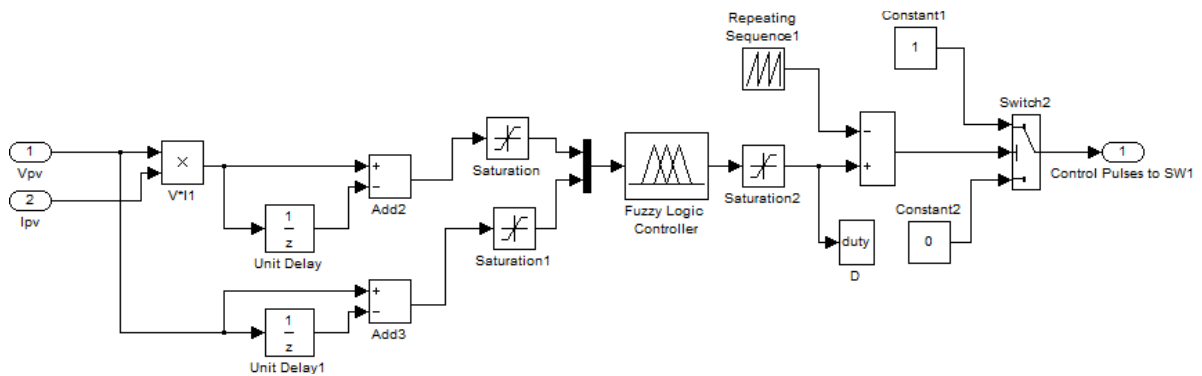 Repeating
Sequence1
Constant1
1
Switch2
1
Vpv
2
Ipv
×
V*I1
1
z
Unit Delay
+
−
Add2
Saturation
Saturation1
+
−
Add3
1
z
Unit Delay1
Fuzzy Logic
Controller
Saturation2
−
+
duty
D
Constant2
0
1
Control Pulses to SW1